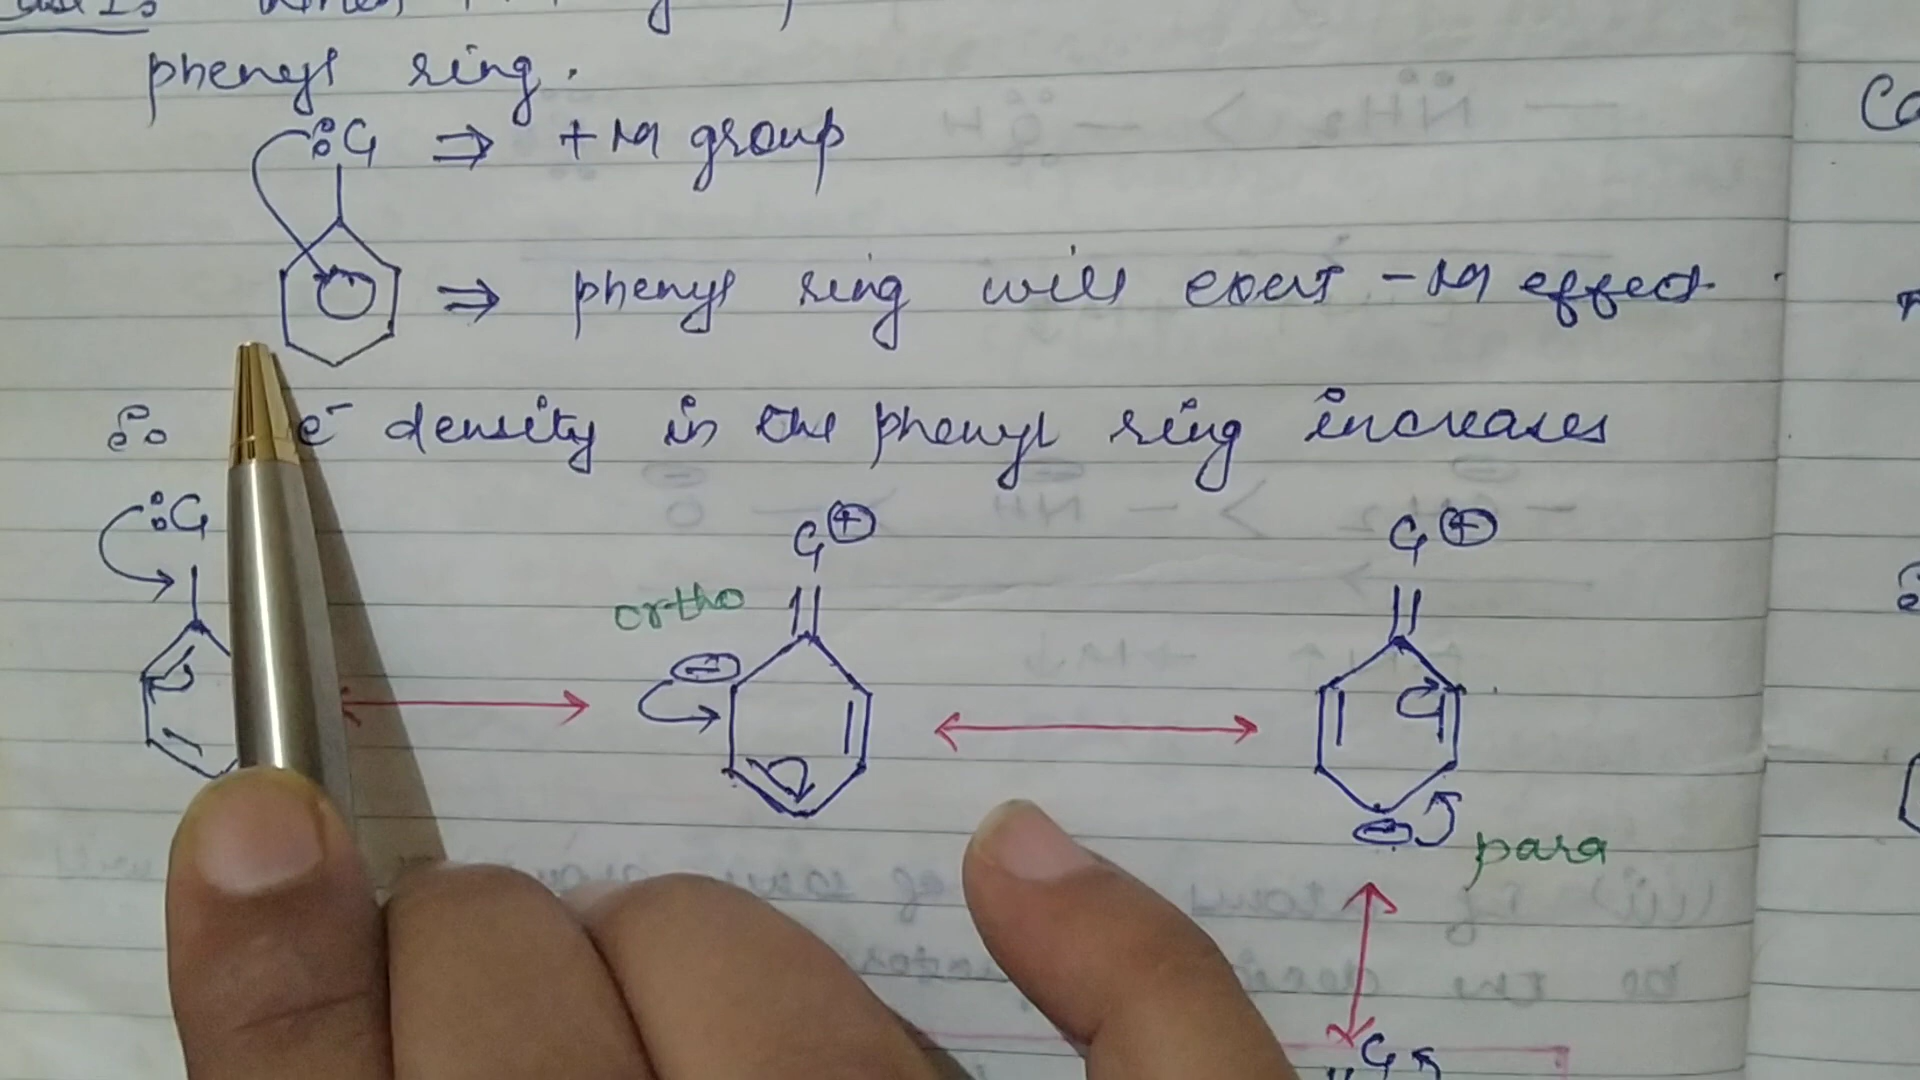 phenyl ring.
:G ⇒ +M group
⇒ phenyl ring will exert -M effect.
So e⁻ density in the phenyl ring increases
:G
G⊕
G⊕
ortho
⊖
⊖
para
G